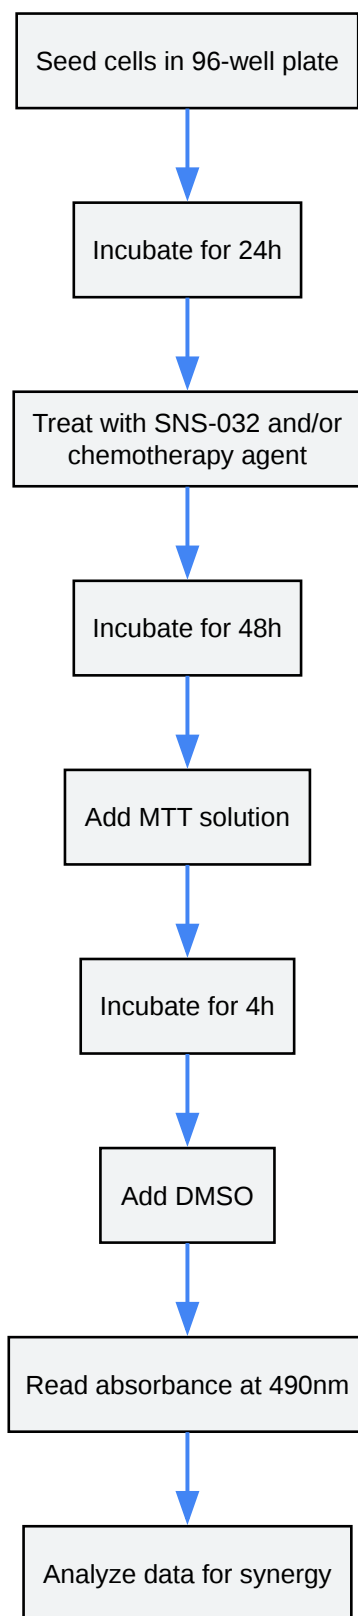 Seed cells in 96-well plate
Incubate for 24h
Treat with SNS-032 and/or
chemotherapy agent
Incubate for 48h
Add MTT solution
Incubate for 4h
Add DMSO
Read absorbance at 490nm
Analyze data for synergy